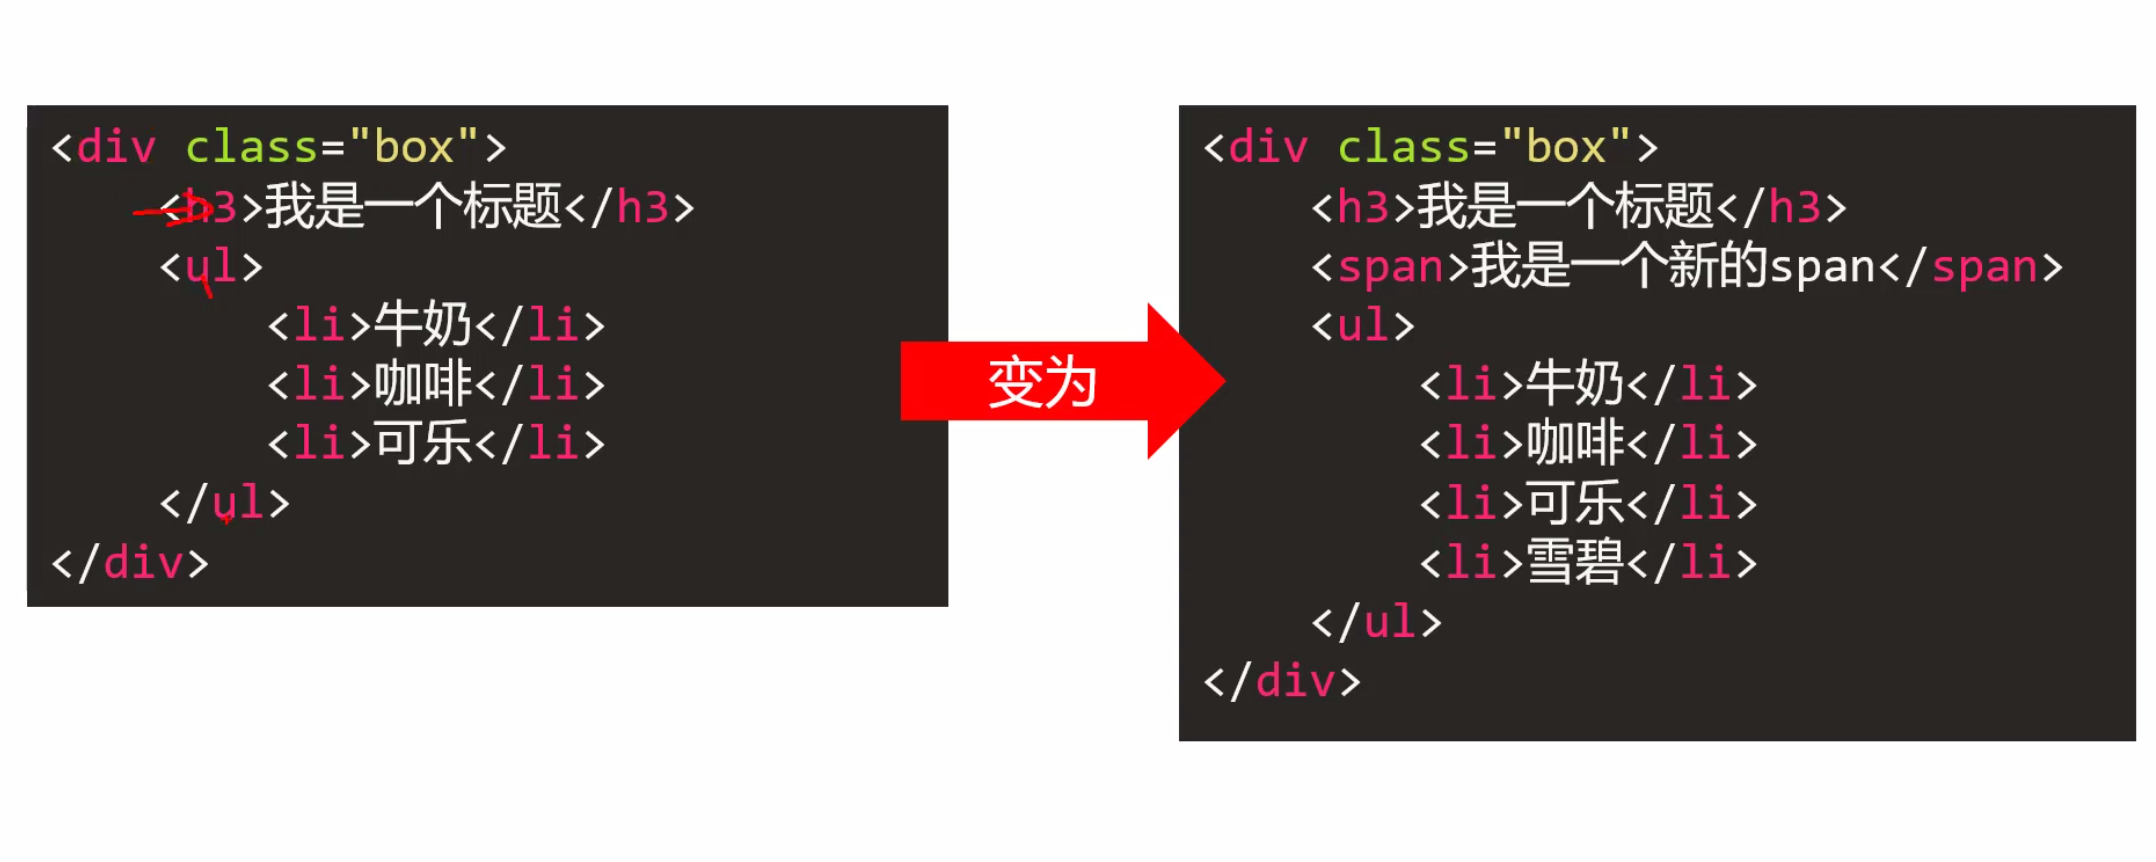 <div class="box">
    <h3>我是一个标题</h3>
    <ul>
        <li>牛奶</li>
        <li>咖啡</li>
        <li>可乐</li>
    </ul>
</div>
变为
<div class="box">
    <h3>我是一个标题</h3>
    <span>我是一个新的span</span>
    <ul>
        <li>牛奶</li>
        <li>咖啡</li>
        <li>可乐</li>
        <li>雪碧</li>
    </ul>
</div>